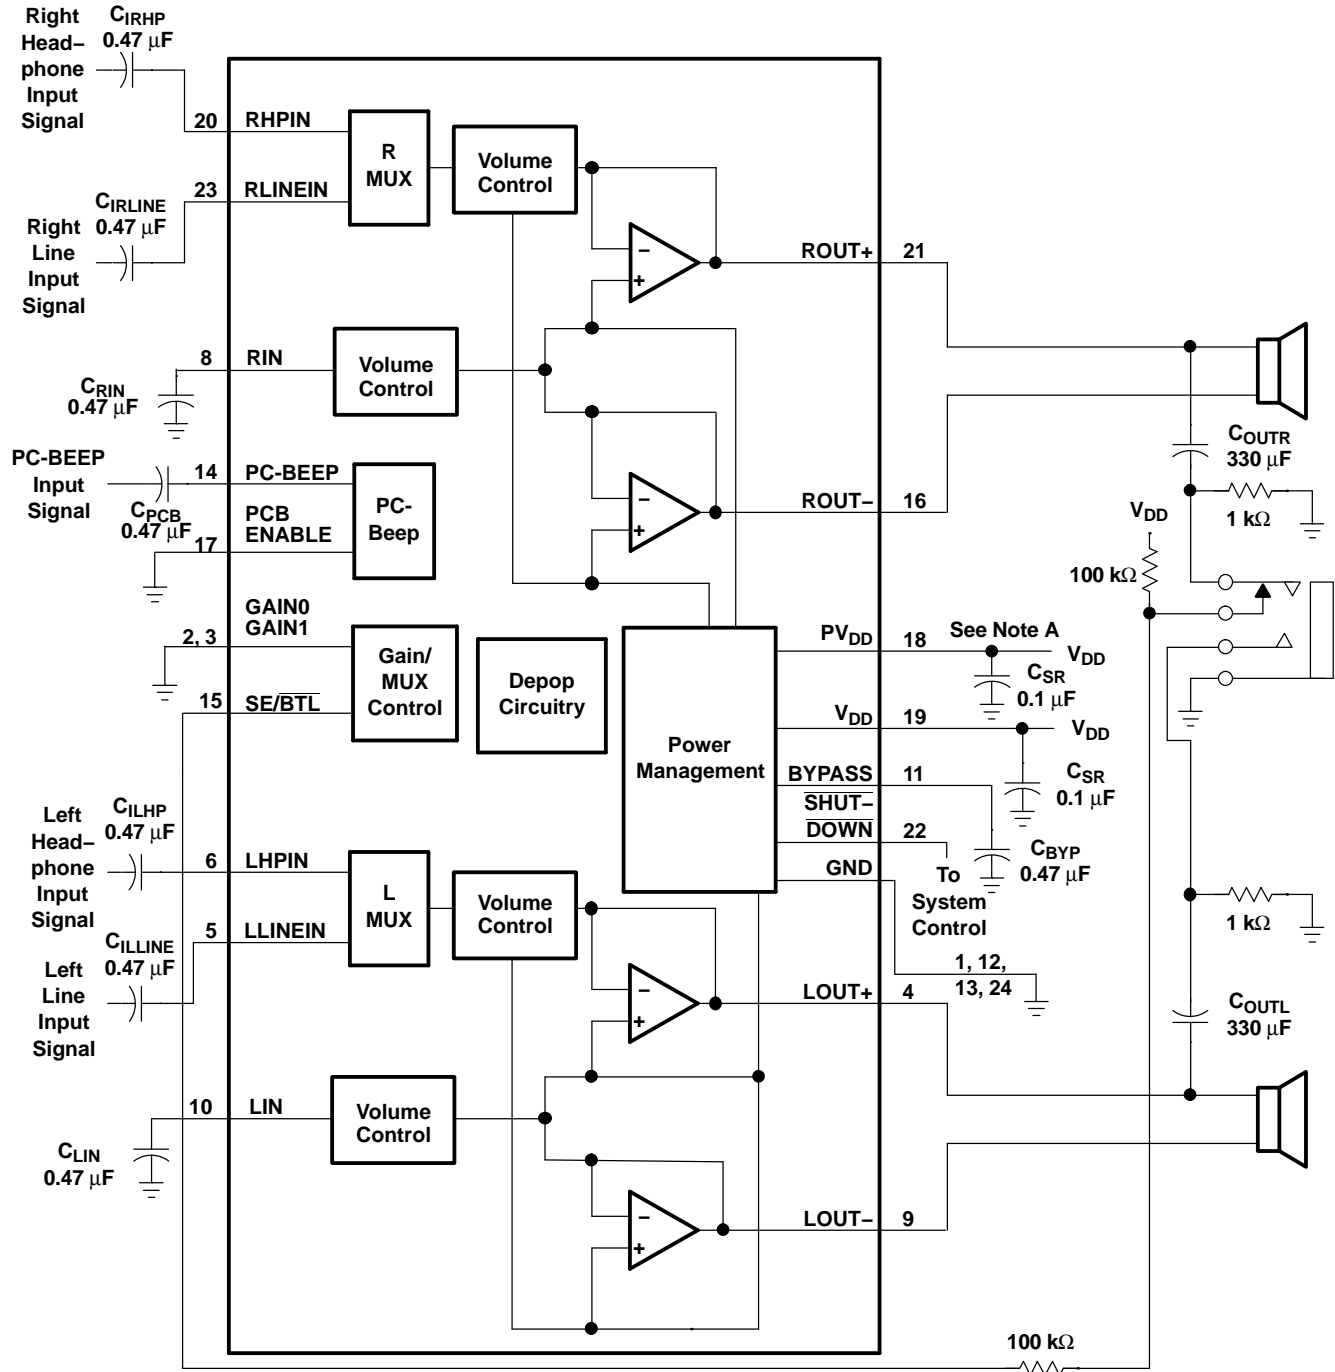 Right
Head–
phone
Input
Signal
CIRHP
0.47 μF
20 RHPIN
R
MUX
Volume
Control
CIRLINE
0.47 μF
23 RLINEIN
Right
Line
Input
Signal
–
+
ROUT+ 21
8 RIN
Volume
Control
CRIN
0.47 μF
COUTR
330 μF
1 kΩ
PC-BEEP
Input
Signal
14 PC-BEEP
CPCB
0.47 μF
17 PCB
ENABLE
PC-
Beep
–
+
ROUT– 16
VDD
100 kΩ
GAIN0
GAIN1
2, 3
Gain/
MUX
Control
15 SE/BTL
Depop
Circuitry
Power
Management
PVDD 18
See Note A
VDD
CSR
0.1 μF
VDD 19
VDD
CSR
0.1 μF
BYPASS 11
SHUT–
DOWN 22
CBYP
0.47 μF
To
System
Control
GND
1, 12,
13, 24
Left
Head–
phone
Input
Signal
CILHP
0.47 μF
6 LHPIN
L
MUX
Volume
Control
5 LLINEIN
CILLINE
0.47 μF
Left
Line
Input
Signal
–
+
LOUT+ 4
1 kΩ
COUTL
330 μF
10 LIN
Volume
Control
CLIN
0.47 μF
–
+
LOUT– 9
100 kΩ